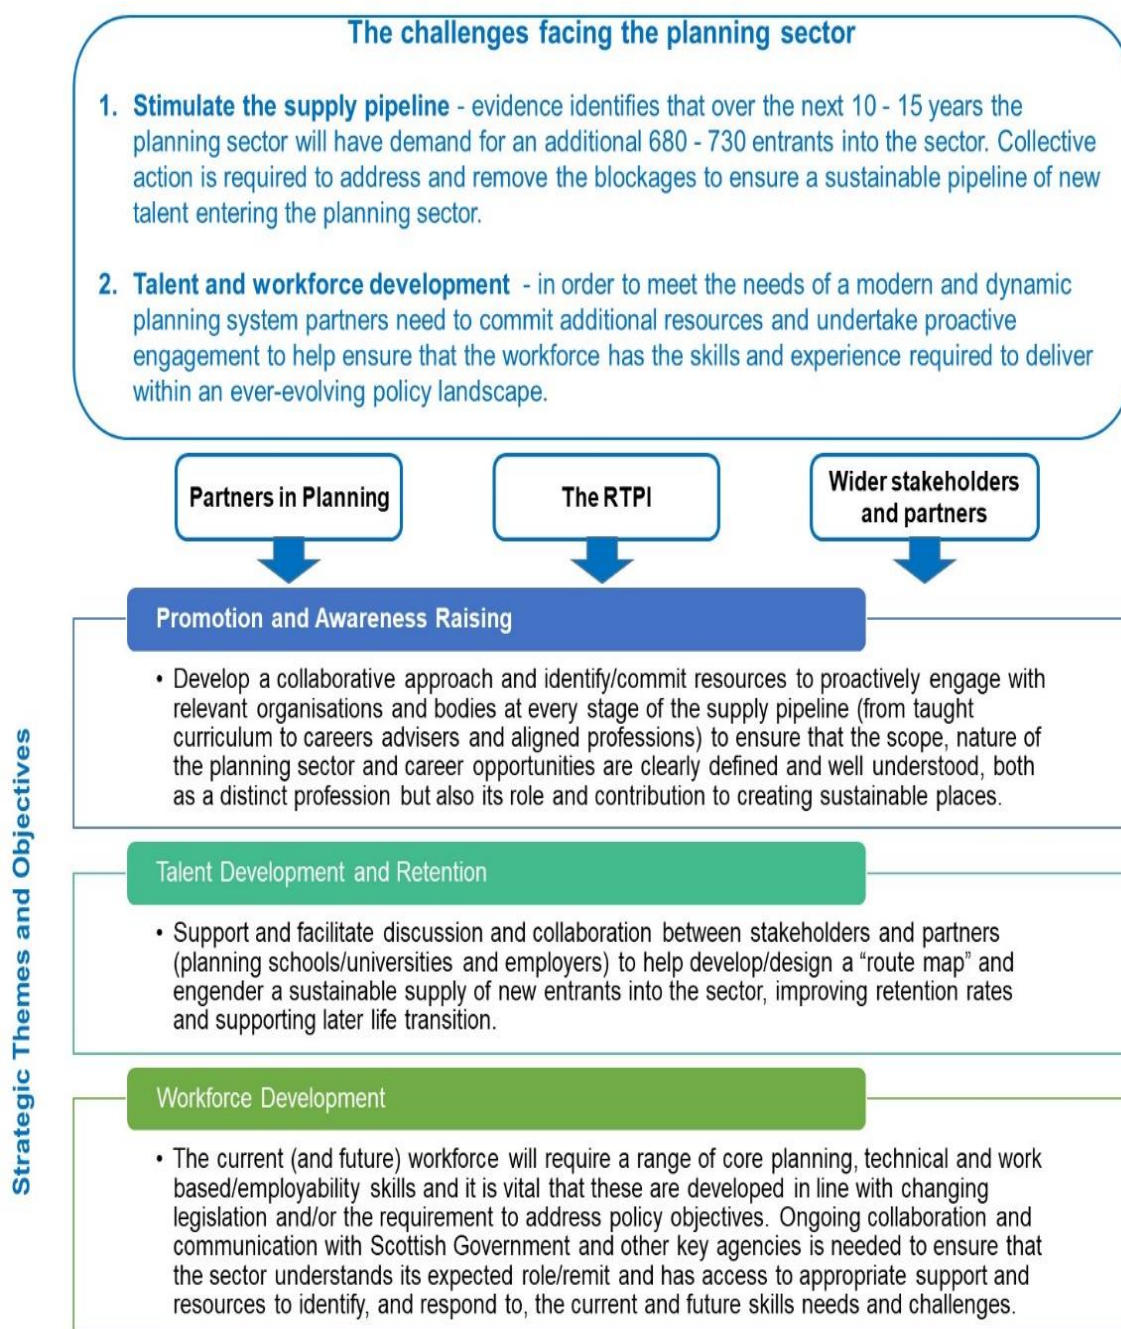 The challenges facing the planning sector
1. Stimulate the supply pipeline - evidence identifies that over the next 10 - 15 years the
planning sector will have demand for an additional 680 - 730 entrants into the sector. Collective
action is required to address and remove the blockages to ensure a sustainable pipeline of new
talent entering the planning sector.
2. Talent and workforce development - in order to meet the needs of a modern and dynamic
planning system partners need to commit additional resources and undertake proactive
engagement to help ensure that the workforce has the skills and experience required to deliver
within an ever-evolving policy landscape.
Partners in Planning
The RTPI
Wider stakeholders
and partners
Strategic Themes and Objectives
Promotion and Awareness Raising
• Develop a collaborative approach and identify/commit resources to proactively engage with
relevant organisations and bodies at every stage of the supply pipeline (from taught
curriculum to careers advisers and aligned professions) to ensure that the scope, nature of
the planning sector and career opportunities are clearly defined and well understood, both
as a distinct profession but also its role and contribution to creating sustainable places.
Talent Development and Retention
• Support and facilitate discussion and collaboration between stakeholders and partners
(planning schools/universities and employers) to help develop/design a “route map” and
engender a sustainable supply of new entrants into the sector, improving retention rates
and supporting later life transition.
Workforce Development
• The current (and future) workforce will require a range of core planning, technical and work
based/employability skills and it is vital that these are developed in line with changing
legislation and/or the requirement to address policy objectives. Ongoing collaboration and
communication with Scottish Government and other key agencies is needed to ensure that
the sector understands its expected role/remit and has access to appropriate support and
resources to identify, and respond to, the current and future skills needs and challenges.